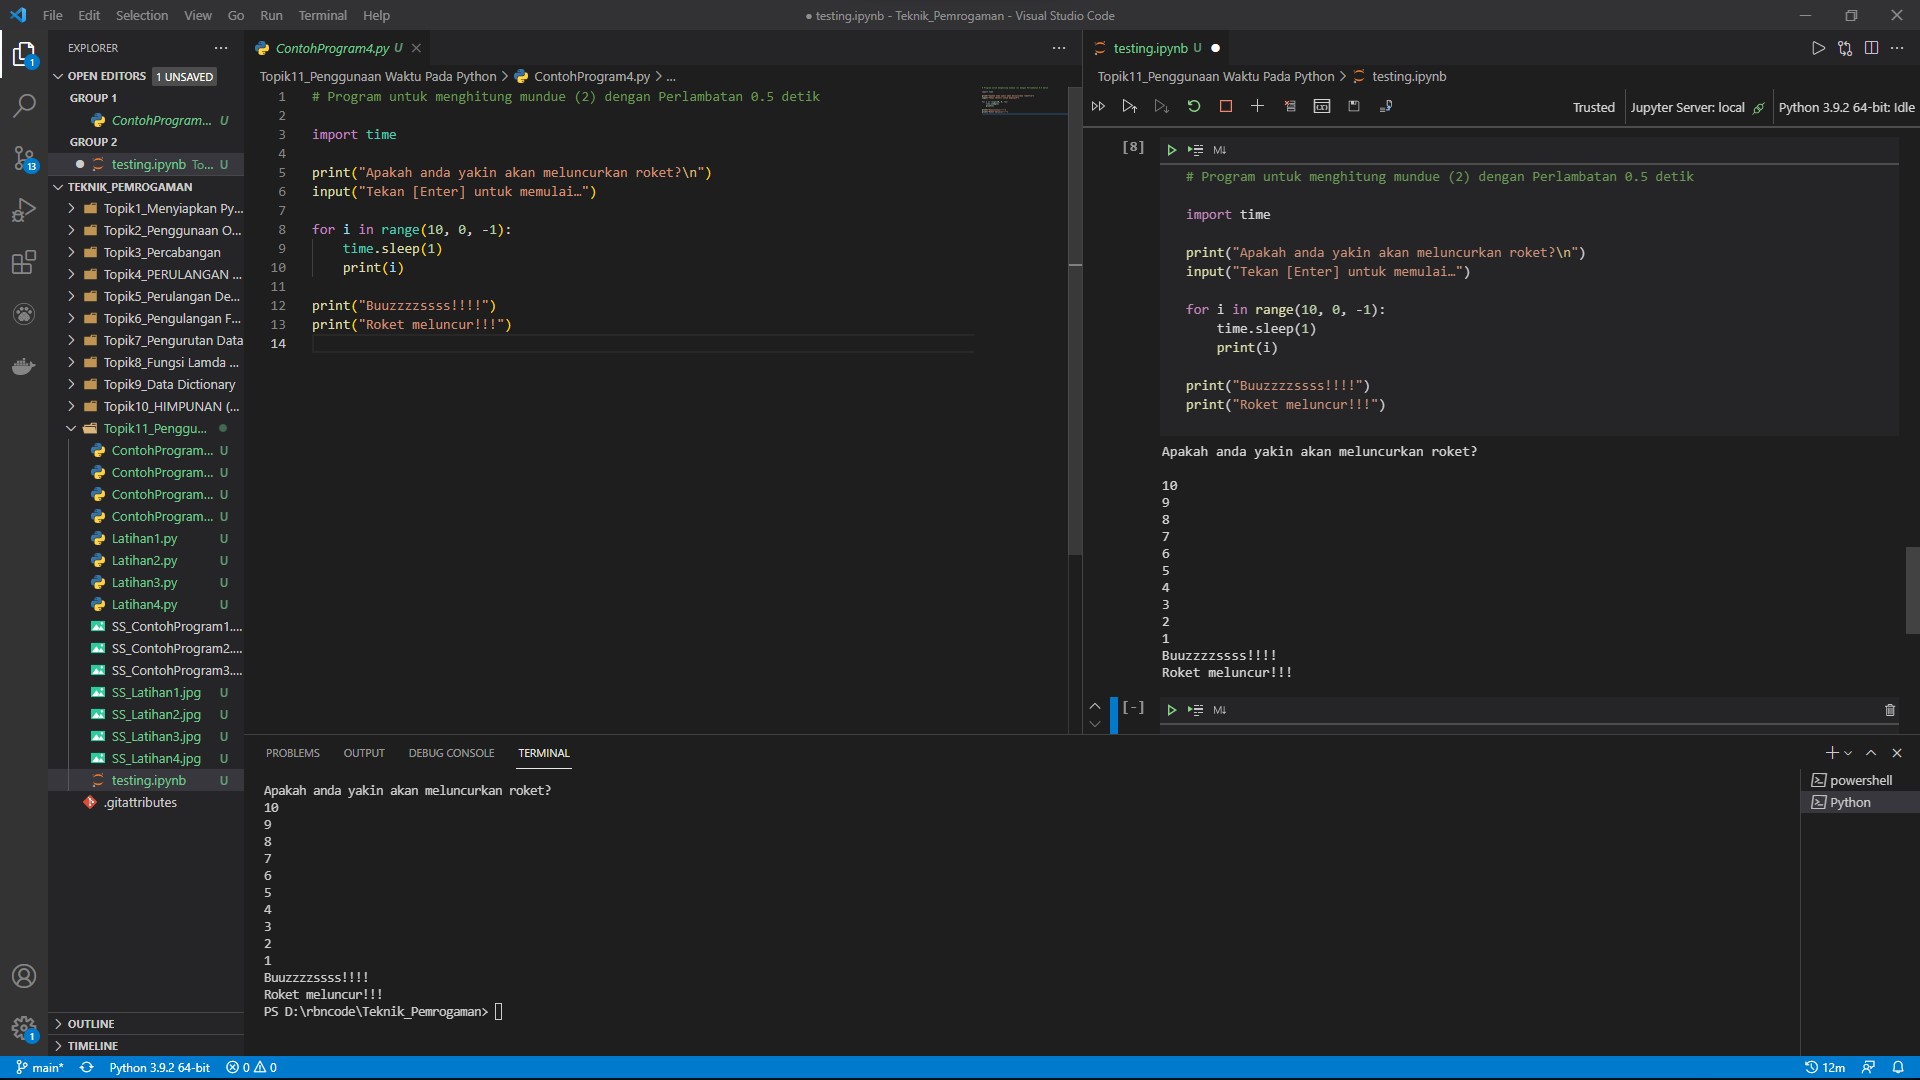 File Edit Selection View Go Run Terminal Help
● testing.ipynb - Teknik_Pemrogaman - Visual Studio Code
EXPLORER
OPEN EDITORS 1 UNSAVED
GROUP 1
ContohProgram... U
GROUP 2
testing.ipynb To... U
TEKNIK_PEMROGAMAN
Topik1_Menyiapkan Py...
Topik2_Penggunaan O...
Topik3_Percabangan
Topik4_PERULANGAN ...
Topik5_Perulangan De...
Topik6_Pengulangan F...
Topik7_Pengurutan Data
Topik8_Fungsi Lamda ...
Topik9_Data Dictionary
Topik10_HIMPUNAN (...
Topik11_Penggu...
ContohProgram... U
ContohProgram... U
ContohProgram... U
ContohProgram... U
Latihan1.py U
Latihan2.py U
Latihan3.py U
Latihan4.py U
SS_ContohProgram1....
SS_ContohProgram2....
SS_ContohProgram3....
SS_Latihan1.jpg U
SS_Latihan2.jpg U
SS_Latihan3.jpg U
SS_Latihan4.jpg U
testing.ipynb U
.gitattributes
OUTLINE
TIMELINE
1
13
1
ContohProgram4.py U
Topik11_Penggunaan Waktu Pada Python > ContohProgram4.py > ...
1 # Program untuk menghitung mundue (2) dengan Perlambatan 0.5 detik
2
3 import time
4
5 print("Apakah anda yakin akan meluncurkan roket?\n")
6 input("Tekan [Enter] untuk memulai…")
7
8 for i in range(10, 0, -1):
9     time.sleep(1)
10     print(i)
11
12 print("Buuzzzzssss!!!!")
13 print("Roket meluncur!!!")
14
testing.ipynb U
Topik11_Penggunaan Waktu Pada Python > testing.ipynb
Trusted Jupyter Server: local Python 3.9.2 64-bit: Idle
[8] M↓
# Program untuk menghitung mundue (2) dengan Perlambatan 0.5 detik
import time
print("Apakah anda yakin akan meluncurkan roket?\n")
input("Tekan [Enter] untuk memulai…")
for i in range(10, 0, -1):
    time.sleep(1)
    print(i)
print("Buuzzzzssss!!!!")
print("Roket meluncur!!!")
Apakah anda yakin akan meluncurkan roket?
10
9
8
7
6
5
4
3
2
1
Buuzzzzssss!!!!
Roket meluncur!!!
[-] M↓
PROBLEMS OUTPUT DEBUG CONSOLE TERMINAL
Apakah anda yakin akan meluncurkan roket?
10
9
8
7
6
5
4
3
2
1
Buuzzzzssss!!!!
Roket meluncur!!!
PS D:\rbncode\Teknik_Pemrogaman>
powershell
Python
main* Python 3.9.2 64-bit 0 0 12m